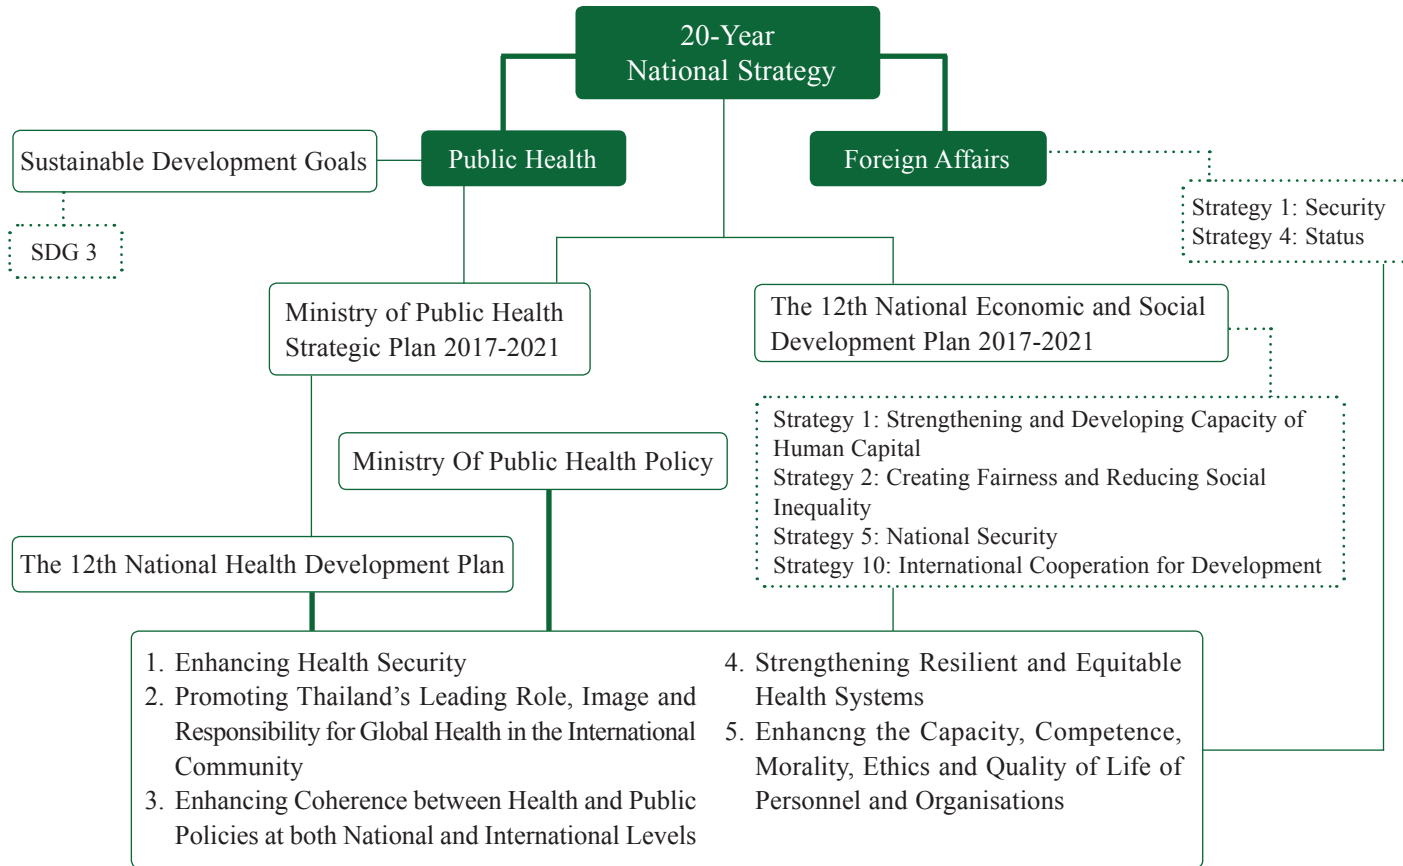 20-Year
National Strategy
Sustainable Development Goals
Public Health
Foreign Affairs
SDG 3
Strategy 1: Security
Strategy 4: Status
Ministry of Public Health
Strategic Plan 2017-2021
The 12th National Economic and Social
Development Plan 2017-2021
Strategy 1: Strengthening and Developing Capacity of
Human Capital
Strategy 2: Creating Fairness and Reducing Social
Inequality
Strategy 5: National Security
Strategy 10: International Cooperation for Development
Ministry Of Public Health Policy
The 12th National Health Development Plan
1. Enhancing Health Security
2. Promoting Thailand’s Leading Role, Image and
Responsibility for Global Health in the International
Community
3. Enhancing Coherence between Health and Public
Policies at both National and International Levels
4. Strengthening Resilient and Equitable
Health Systems
5. Enhancng the Capacity, Competence,
Morality, Ethics and Quality of Life of
Personnel and Organisations